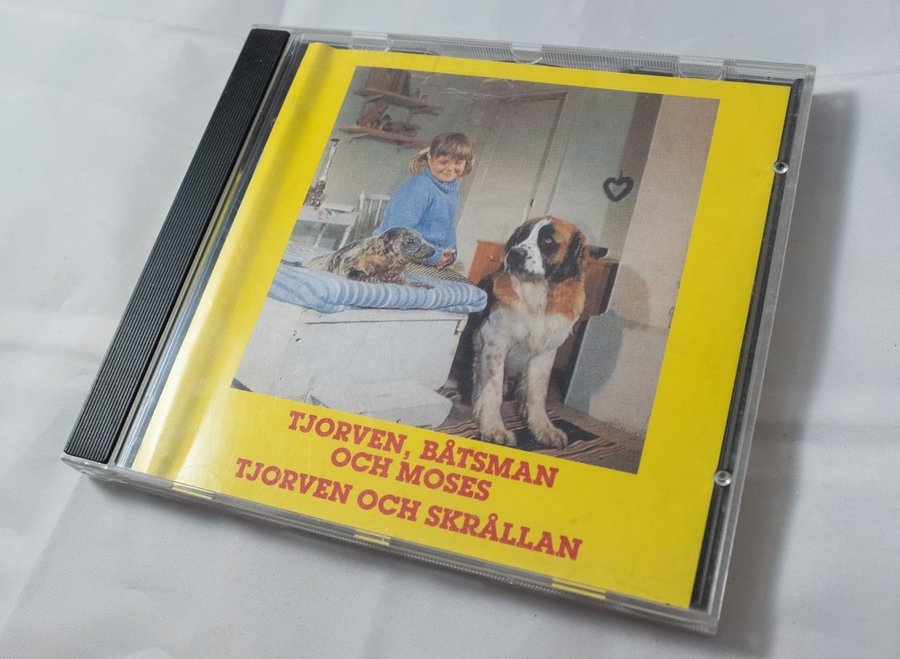 TJORVEN, BÅTSMAN
OCH MOSES
TJORVEN OCH SKRÅLLAN